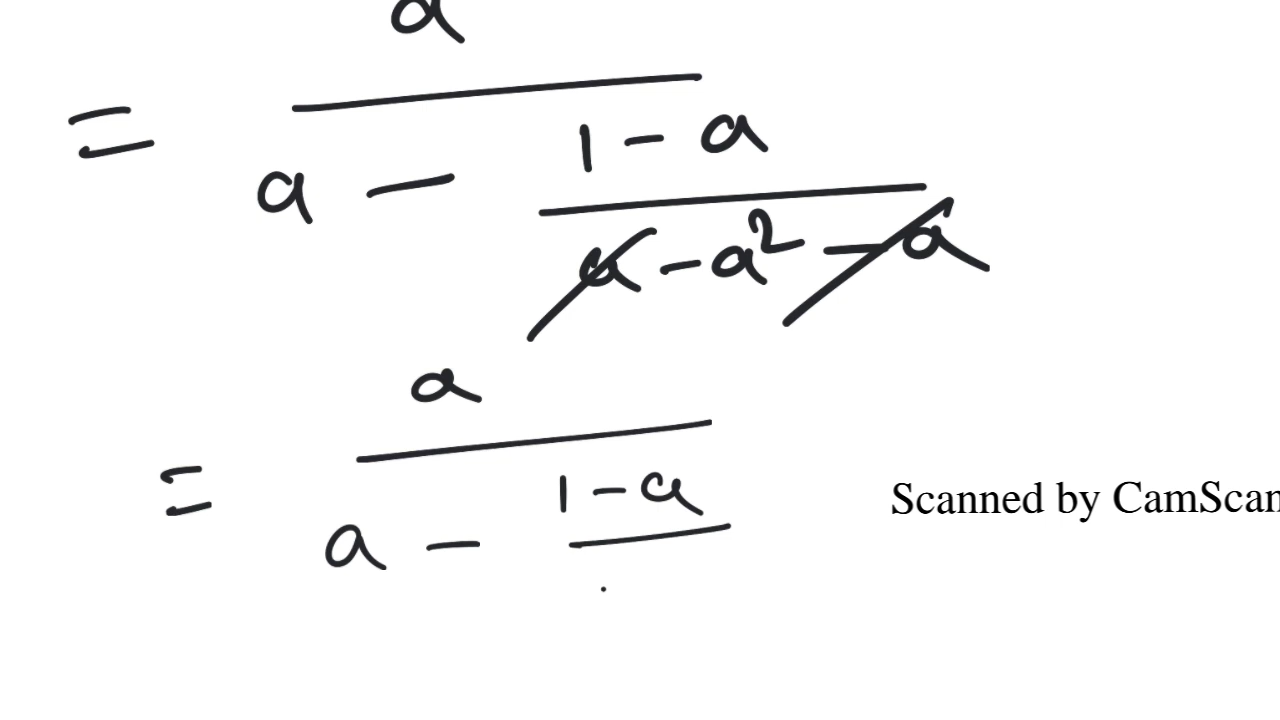 a
= a - 1 - a
a - a² - a
a
= a - 1 - a
Scanned by CamScan